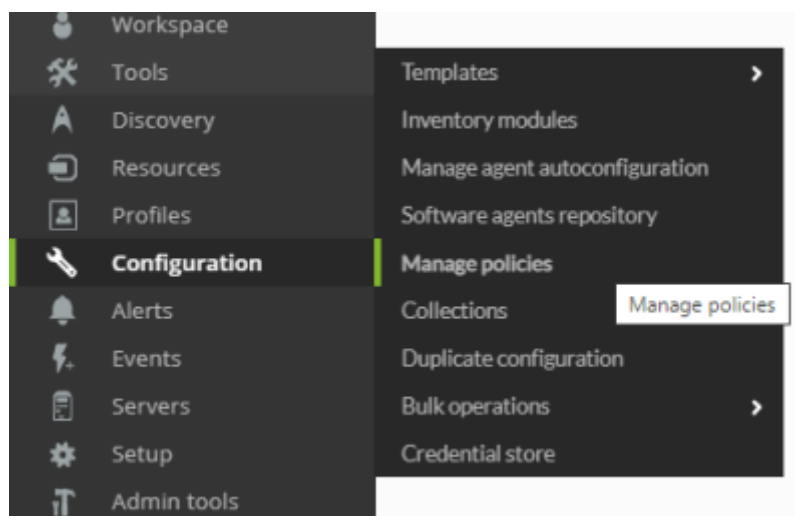 Workspace
Tools
Discovery
Resources
Profiles
Configuration
Alerts
Events
Servers
Setup
Admin tools
Templates
Inventory modules
Manage agent autoconfiguration
Software agents repository
Manage policies
Collections
Duplicate configuration
Bulk operations
Credential store
Manage policies